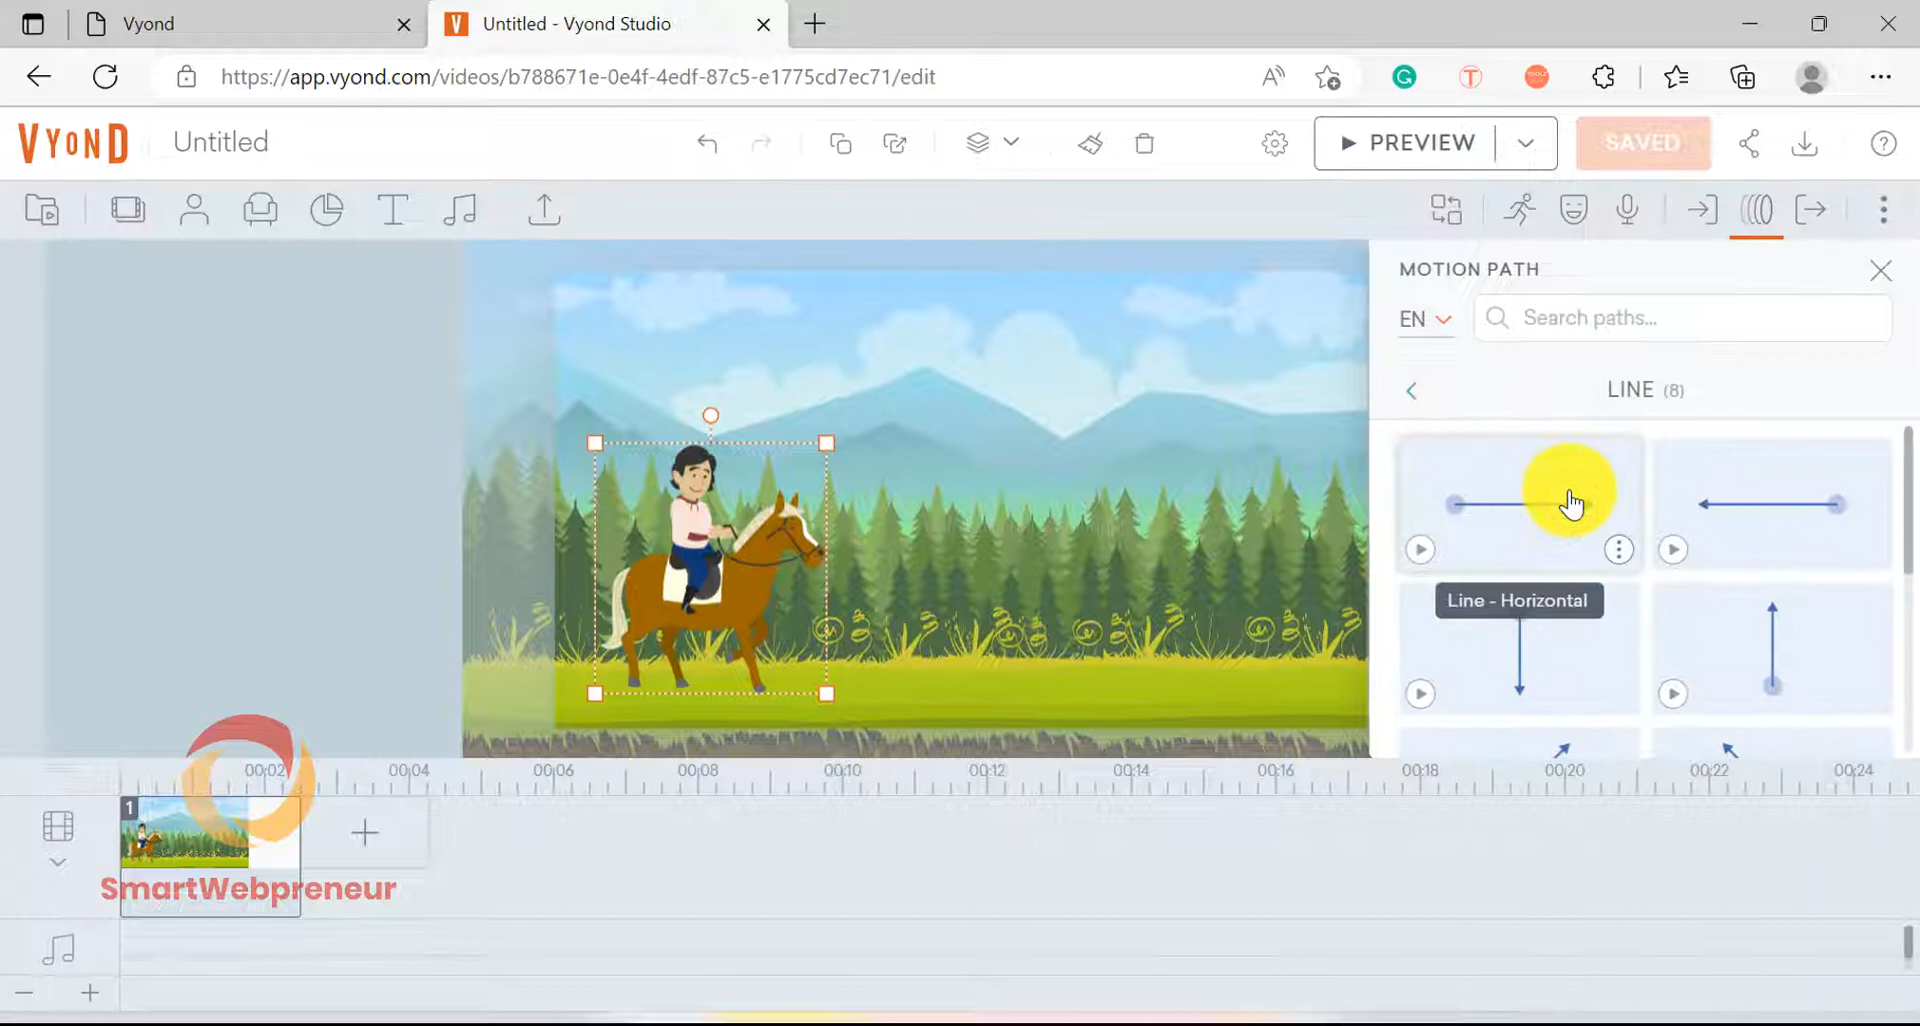 Vyond
Untitled - Vyond Studio
https://app.vyond.com/videos/b788671e-0e4f-4edf-87c5-e1775cd7ec71/edit
VYOND
Untitled
PREVIEW
SAVED
MOTION PATH
EN
Search paths...
LINE (8)
Line - Horizontal
00:02
00:04
00:06
00:08
00:10
00:12
00:14
00:16
00:18
00:20
00:22
00:24
1
SmartWebpreneur